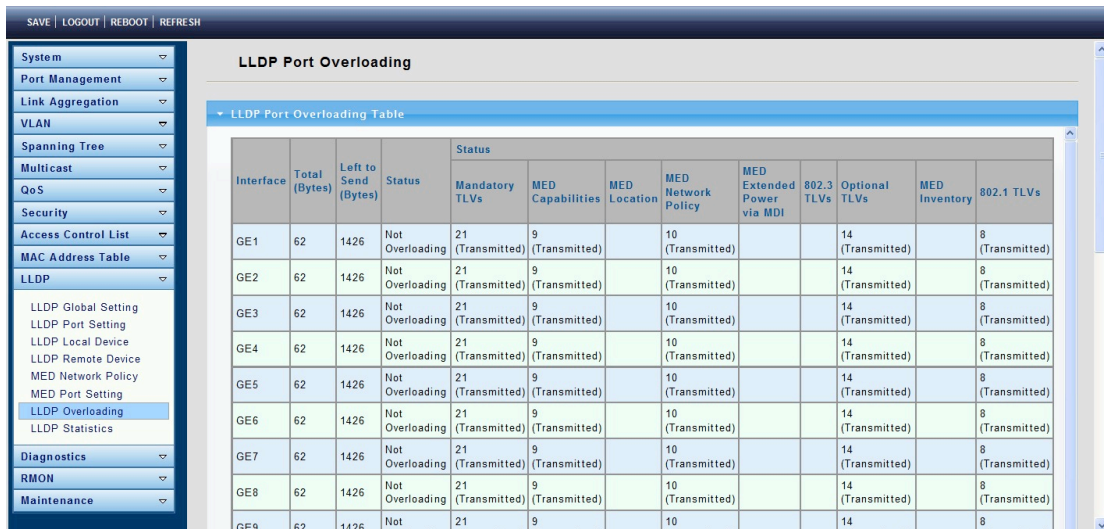 SAVE | LOGOUT | REBOOT | REFRESH
System
Port Management
Link Aggregation
VLAN
Spanning Tree
Multicast
QoS
Security
Access Control List
MAC Address Table
LLDP
LLDP Global Setting
LLDP Port Setting
LLDP Local Device
LLDP Remote Device
MED Network Policy
MED Port Setting
LLDP Overloading
LLDP Statistics
Diagnostics
RMON
Maintenance
LLDP Port Overloading
LLDP Port Overloading Table
Interface Total (Bytes) Left to Send (Bytes) Status Status
Mandatory TLVs MED Capabilities MED Location MED Network Policy MED Extended Power via MDI 802.3 TLVs Optional TLVs MED Inventory 802.1 TLVs
GE1 62 1426 Not Overloading 21 (Transmitted) 9 (Transmitted) 10 (Transmitted) 14 (Transmitted) 8 (Transmitted)
GE2 62 1426 Not Overloading 21 (Transmitted) 9 (Transmitted) 10 (Transmitted) 14 (Transmitted) 8 (Transmitted)
GE3 62 1426 Not Overloading 21 (Transmitted) 9 (Transmitted) 10 (Transmitted) 14 (Transmitted) 8 (Transmitted)
GE4 62 1426 Not Overloading 21 (Transmitted) 9 (Transmitted) 10 (Transmitted) 14 (Transmitted) 8 (Transmitted)
GE5 62 1426 Not Overloading 21 (Transmitted) 9 (Transmitted) 10 (Transmitted) 14 (Transmitted) 8 (Transmitted)
GE6 62 1426 Not Overloading 21 (Transmitted) 9 (Transmitted) 10 (Transmitted) 14 (Transmitted) 8 (Transmitted)
GE7 62 1426 Not Overloading 21 (Transmitted) 9 (Transmitted) 10 (Transmitted) 14 (Transmitted) 8 (Transmitted)
GE8 62 1426 Not Overloading 21 (Transmitted) 9 (Transmitted) 10 (Transmitted) 14 (Transmitted) 8 (Transmitted)
GE9 62 1426 Not 21 9 10 14 8